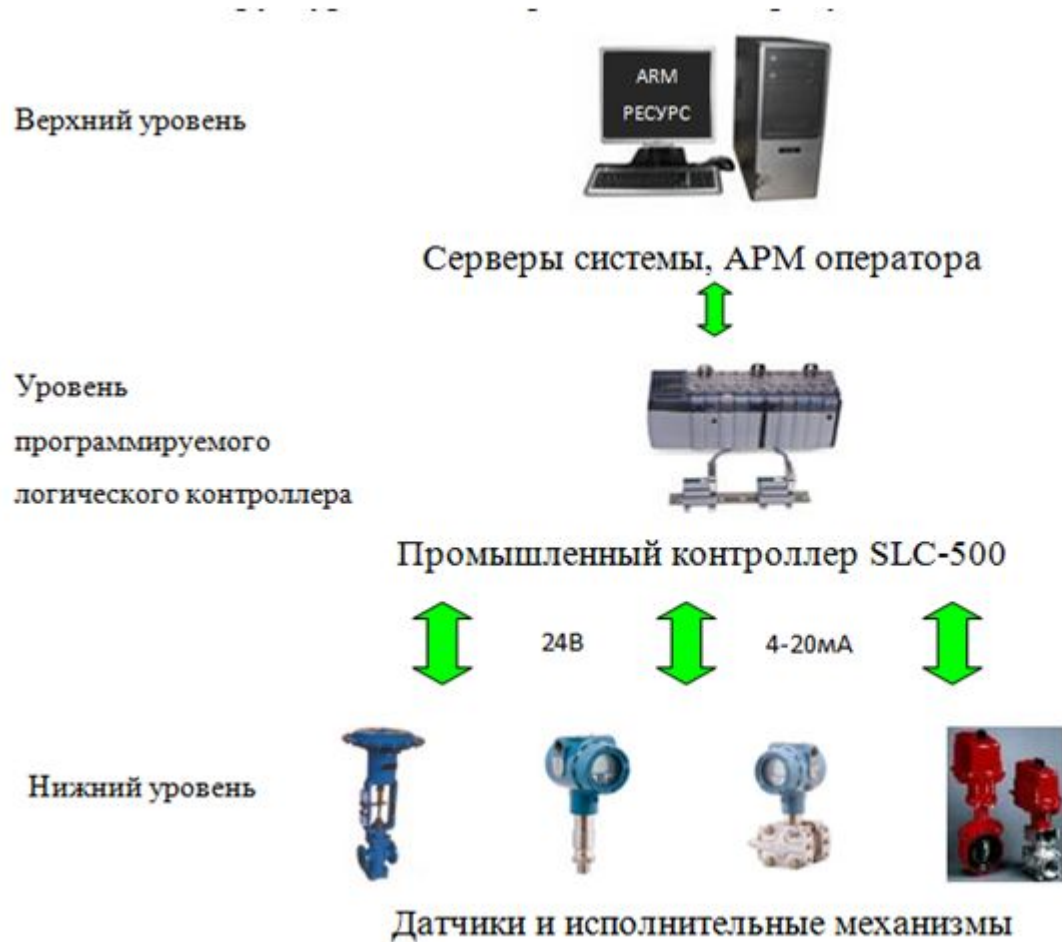 ARM
РЕСУРС
Верхний уровень
Серверы системы, АРМ оператора
Уровень
программируемого
логического контроллера
Промышленный контроллер SLC-500
24В
4-20мА
Нижний уровень
Датчики и исполнительные механизмы